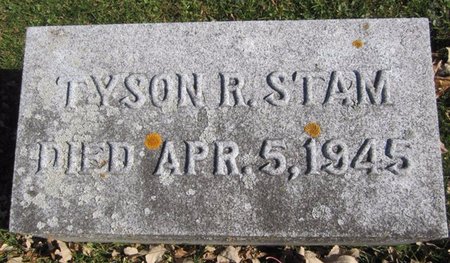 TYSON R. STAM
DIED APR. 5, 1945